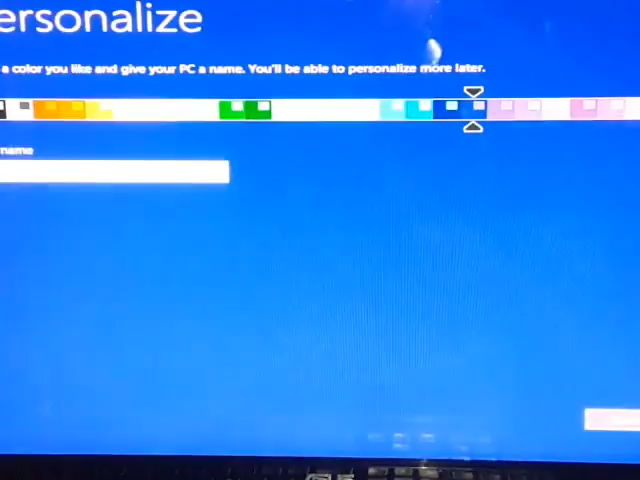 ersonalize
a color you like and give your PC a name. You'll be able to personalize more later.
name